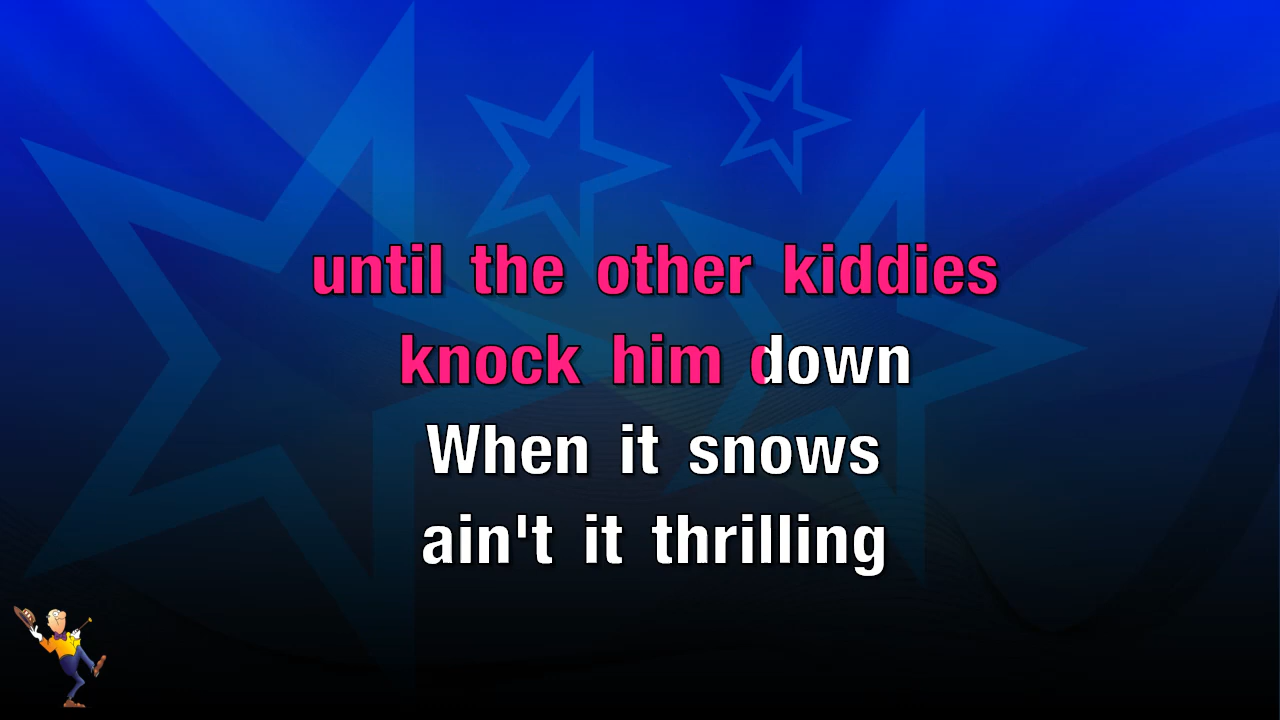 until the other kiddies
knock him down
When it snows
ain't it thrilling